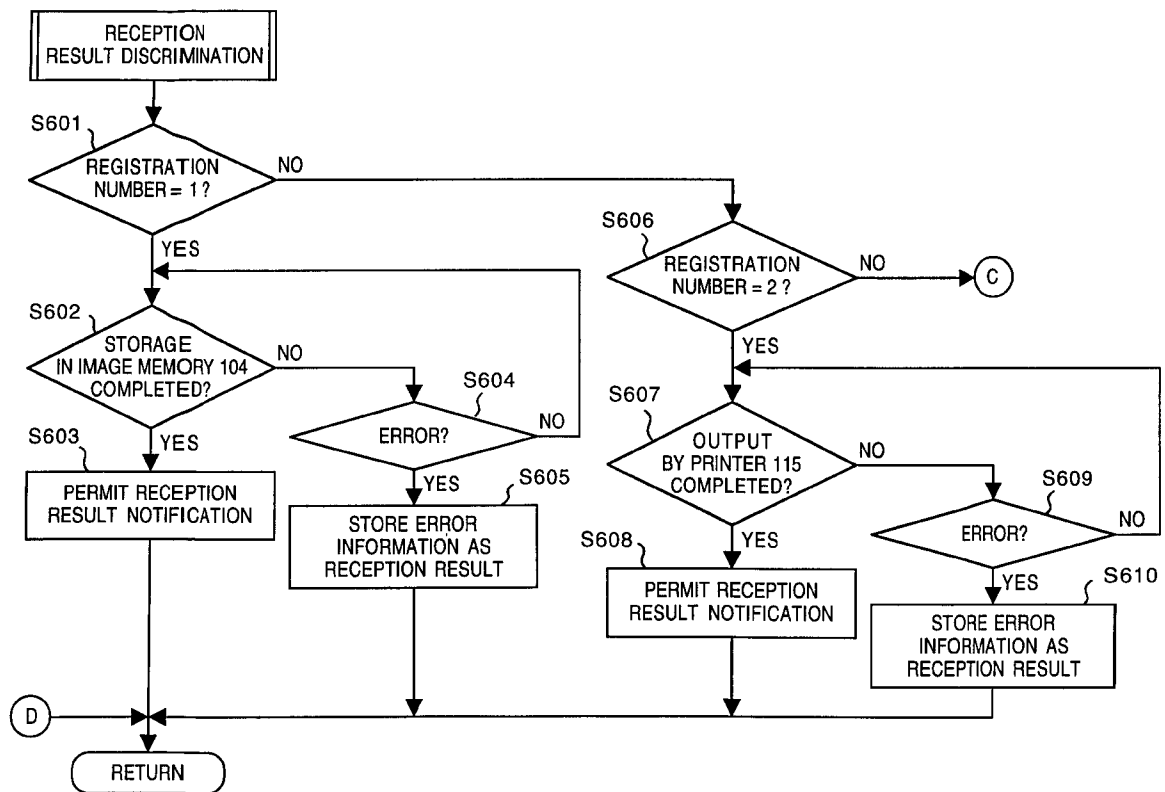 RECEPTION
RESULT DISCRIMINATION
S601
REGISTRATION
NUMBER = 1 ?
NO
YES
S602
STORAGE
IN IMAGE MEMORY 104
COMPLETED?
NO
YES
S603
PERMIT RECEPTION
RESULT NOTIFICATION
S604
ERROR?
NO
YES
S605
STORE ERROR
INFORMATION AS
RECEPTION RESULT
S606
REGISTRATION
NUMBER = 2 ?
NO
C
YES
S607
OUTPUT
BY PRINTER 115
COMPLETED?
NO
YES
S608
PERMIT RECEPTION
RESULT NOTIFICATION
S609
ERROR?
NO
YES
S610
STORE ERROR
INFORMATION AS
RECEPTION RESULT
D
RETURN